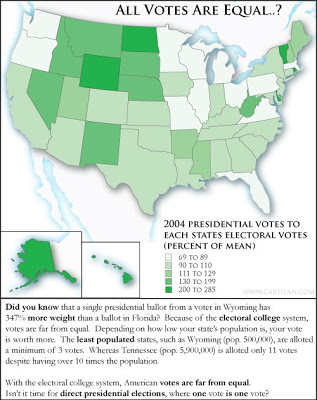 ALL VOTES ARE EQUAL..?
2004 PRESIDENTIAL VOTES TO
EACH STATES ELECTORAL VOTES
(PERCENT OF MEAN)
69 TO 89
90 TO 110
111 TO 129
130 TO 199
200 TO 285
WWW.CARTITAN.COM
Did you know that a single presidential ballot from a voter in Wyoming has
347% more weight than a ballot in Florida? Because of the electoral college system,
votes are far from equal. Depending on how low your state's population is, your vote
is worth more. The least populated states, such as Wyoming (pop. 500,000), are alloted
a minimum of 3 votes. Whereas Tennessee (pop. 5,900,000) is alloted only 11 votes
despite having over 10 times the population.
With the electoral college system, American votes are far from equal.
Isn't it time for direct presidential elections, where one vote is one vote?